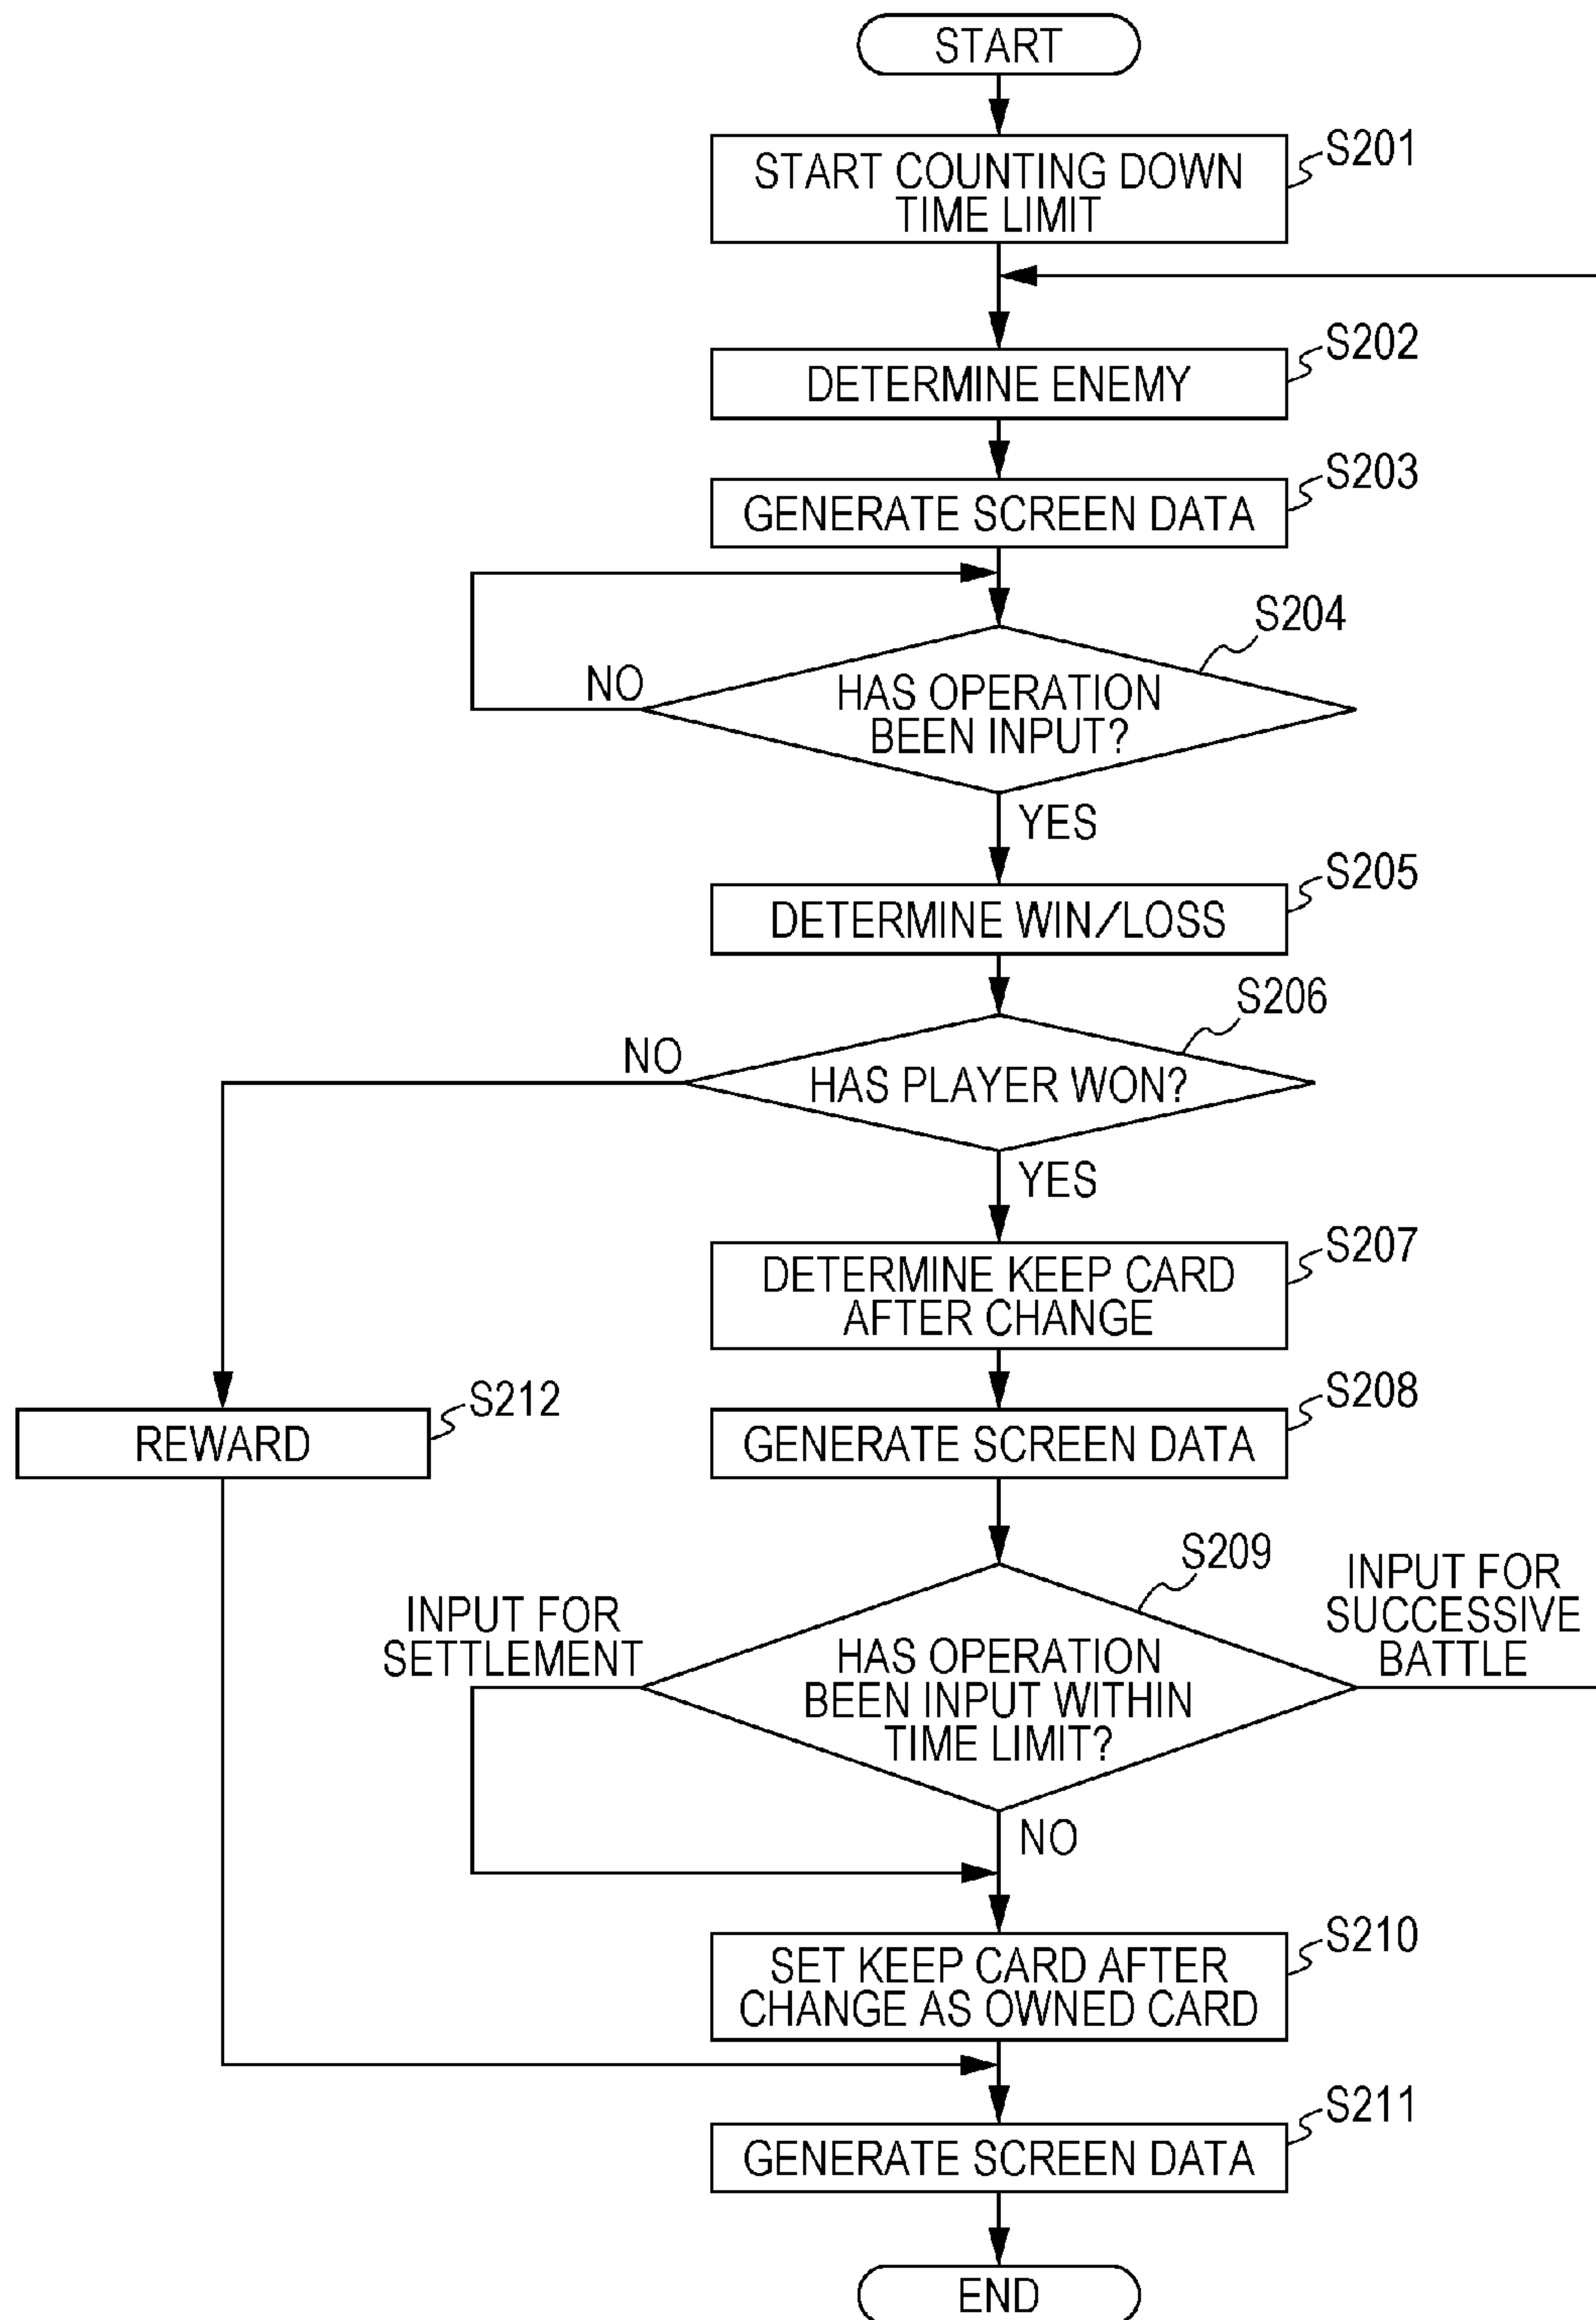 START
S201
START COUNTING DOWN
TIME LIMIT
S202
DETERMINE ENEMY
S203
GENERATE SCREEN DATA
S204
NO
HAS OPERATION
BEEN INPUT?
YES
S205
DETERMINE WIN/LOSS
S206
NO
HAS PLAYER WON?
YES
S207
DETERMINE KEEP CARD
AFTER CHANGE
S212
REWARD
S208
GENERATE SCREEN DATA
S209
INPUT FOR
SETTLEMENT
HAS OPERATION
BEEN INPUT WITHIN
TIME LIMIT?
INPUT FOR
SUCCESSIVE
BATTLE
NO
S210
SET KEEP CARD AFTER
CHANGE AS OWNED CARD
S211
GENERATE SCREEN DATA
END